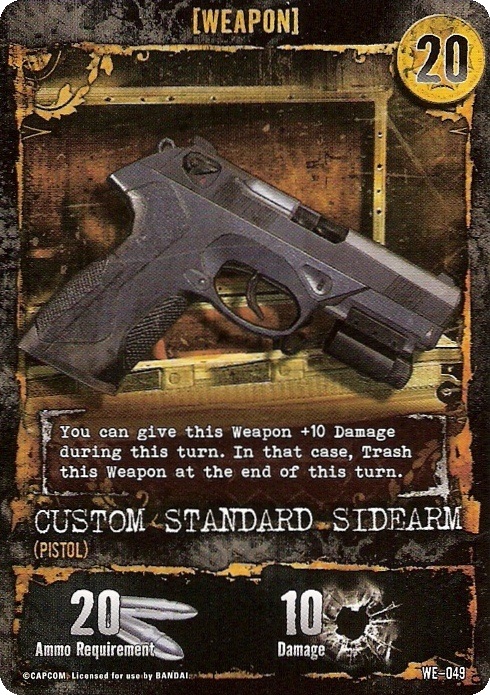 [WEAPON]
20
You can give this Weapon +10 Damage
during this turn. In that case, Trash
this Weapon at the end of this turn.
CUSTOM STANDARD SIDEARM
(PISTOL)
20
Ammo Requirement
10
Damage
©CAPCOM. Licensed for use by BANDAI.
WE-049